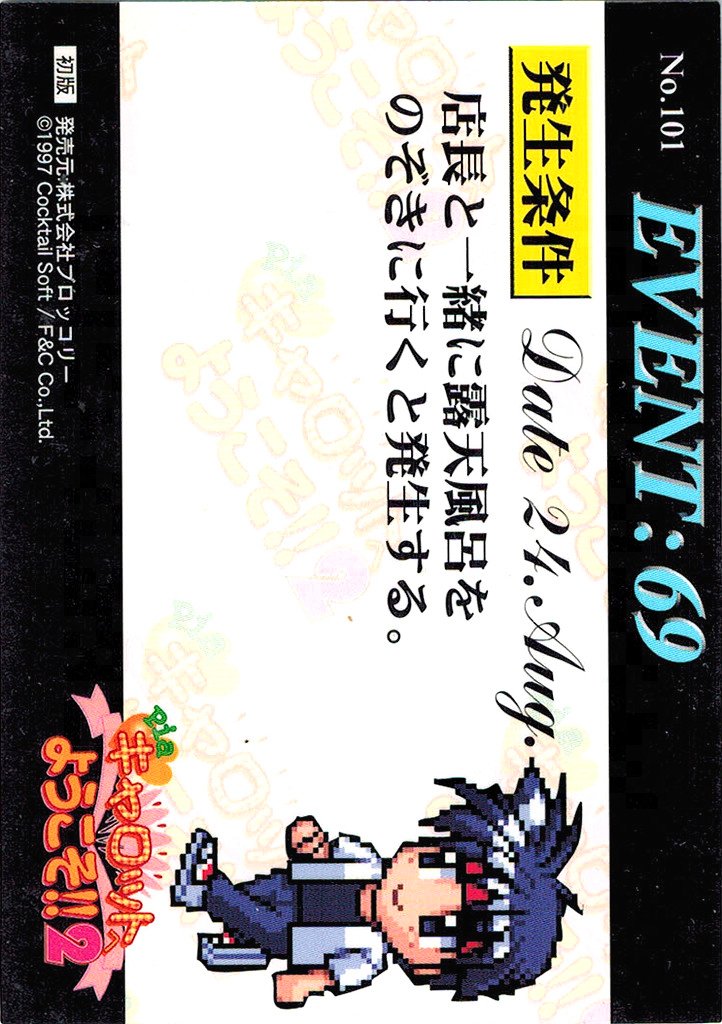 No.101
EVENT:69
発生条件
Date 24.Aug.
店長と一緒に露天風呂を
のぞきに行くと発生する。
初版
発売元:株式会社ブロッコリー
©1997 Cocktail Soft / F&C Co.,Ltd.
Pia
キャロットへ
ようこそ!!2